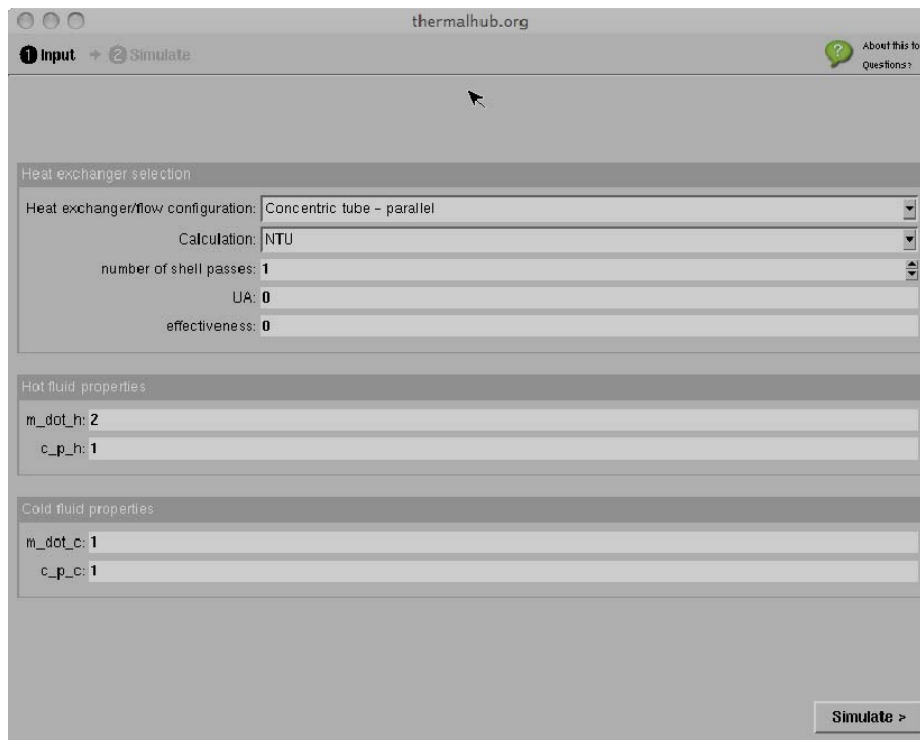 thermalhub.org
1 Input → 2 Simulate
About this to
Questions?
Heat exchanger selection
Heat exchanger/flow configuration: Concentric tube - parallel
Calculation: NTU
number of shell passes: 1
UA: 0
effectiveness: 0
Hot fluid properties
m_dot_h: 2
c_p_h: 1
Cold fluid properties
m_dot_c: 1
c_p_c: 1
Simulate >